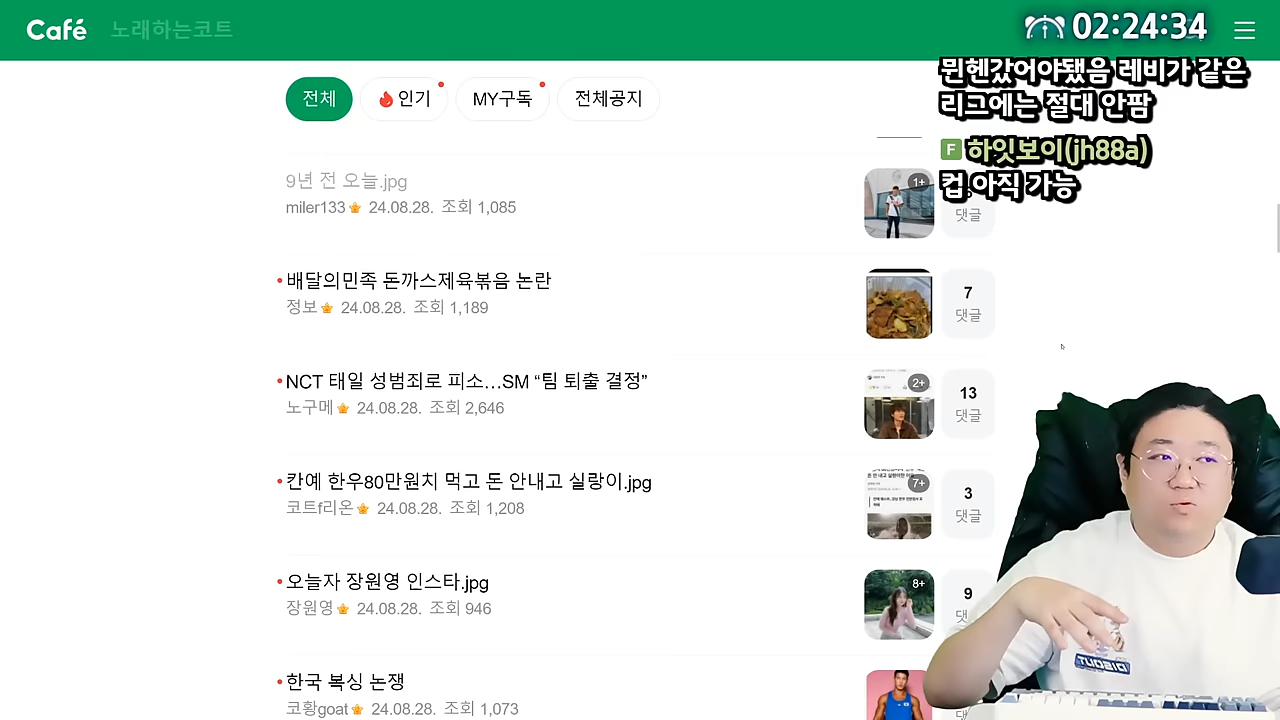 Café 노래하는코트
02:24:34
전체 인기 MY구독 전체공지
뮌헨갔어야됐음 레비가 같은
리그에는 절대 안팜
F 하잇보이(jh88a)
컵 아직 가능
9년 전 오늘.jpg
miler133 24.08.28. 조회 1,085
1+
댓글
배달의민족 돈까스제육볶음 논란
정보 24.08.28. 조회 1,189
7
댓글
NCT 태일 성범죄로 피소…SM “팀 퇴출 결정”
노구메 24.08.28. 조회 2,646
2+
13
댓글
칸예 한우80만원치 먹고 돈 안내고 실랑이.jpg
코트f리온 24.08.28. 조회 1,208
7+
3
댓글
오늘자 장원영 인스타.jpg
장원영 24.08.28. 조회 946
8+
9
댓
한국 복싱 논쟁
코황goat 24.08.28. 조회 1,073
댓